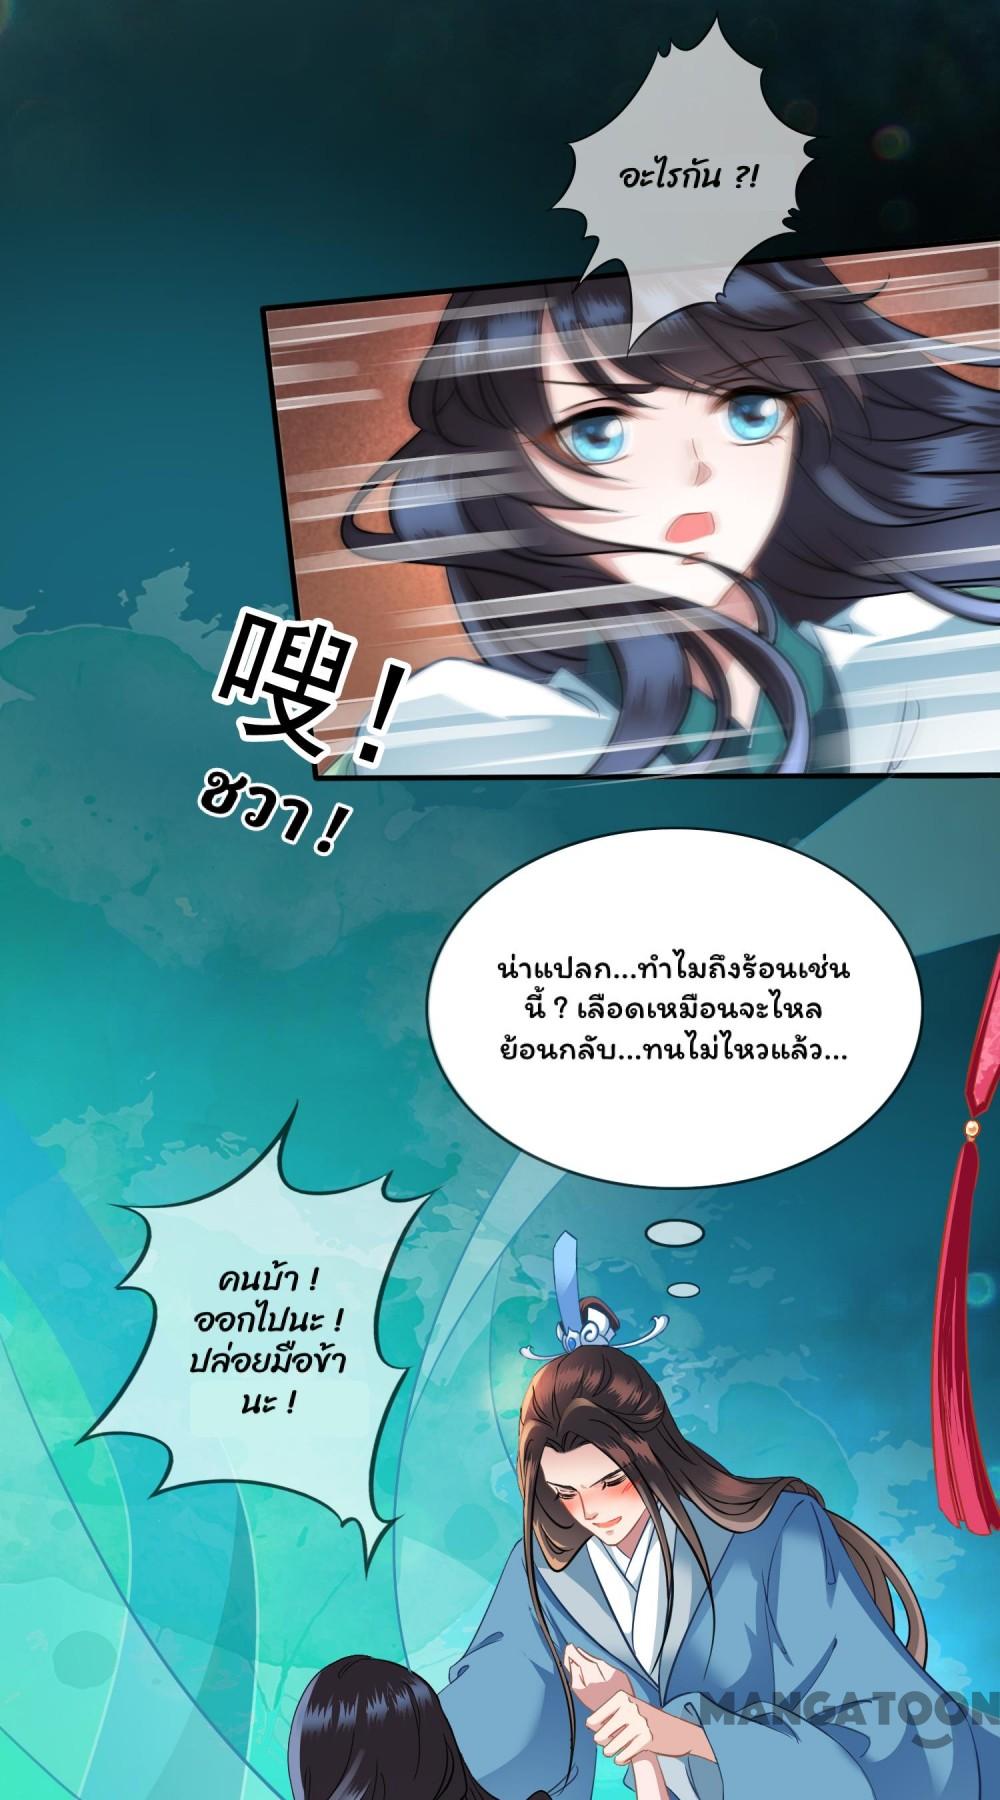 อะไรกัน ?!
嗖!
ชวา !
น่าแปลก...ทำไมถึงร้อนเช่น
นี้ ? เลือดเหมือนจะไหล
ย้อนกลับ...ทนไม่ไหวแล้ว...
คนบ้า !
ออกไปนะ !
ปล่อยมือข้า
นะ !
MANGATOON